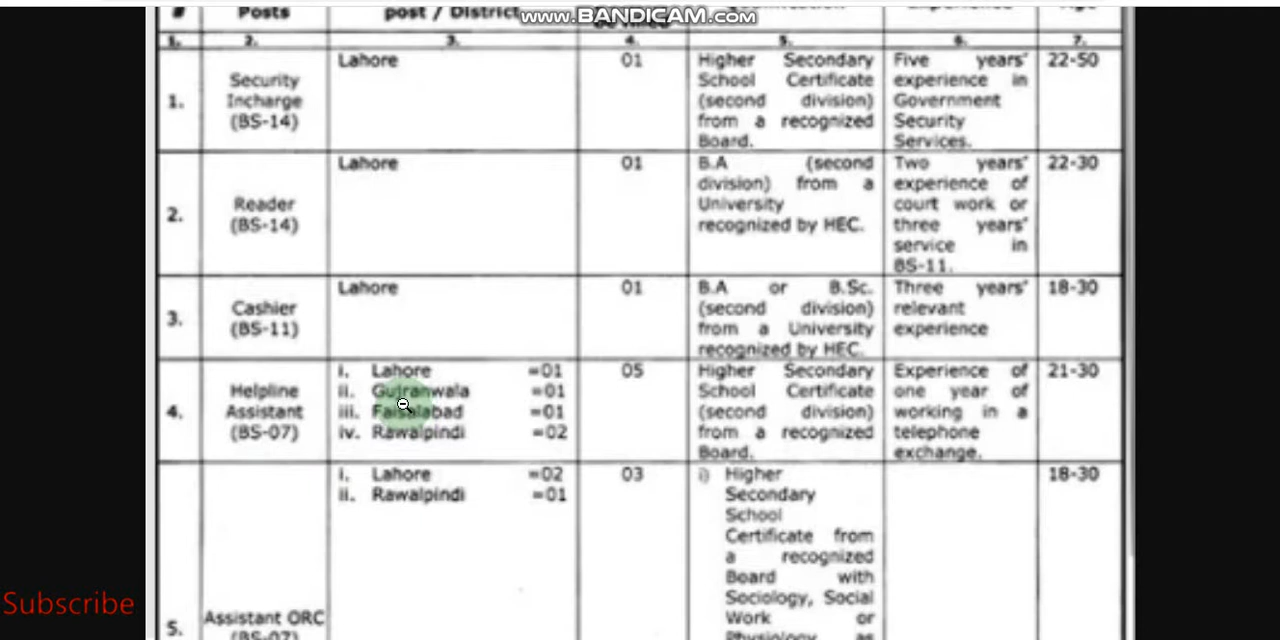 # Posts post / District
www.BANDICAM.com
1. 2. 3. 4. 5. 6. 7.
1. Security Incharge (BS-14) Lahore 01 Higher Secondary School Certificate (second division) from a recognized Board. Five years' experience in Government Security Services. 22-50
2. Reader (BS-14) Lahore 01 B.A (second division) from a University recognized by HEC. Two years' experience of court work or three years' service in BS-11. 22-30
3. Cashier (BS-11) Lahore 01 B.A or B.Sc. (second division) from a University recognized by HEC. Three years' relevant experience 18-30
4. Helpline Assistant (BS-07)
i. Lahore =01
ii. Gujranwala =01
iii. Faisalabad =01
iv. Rawalpindi =02
05 Higher Secondary School Certificate (second division) from a recognized Board. Experience of one year of working in a telephone exchange. 21-30
5. Assistant ORC (BS-07)
i. Lahore =02
ii. Rawalpindi =01
03 i) Higher Secondary School Certificate from a recognized Board with Sociology, Social Work or Physiology as 18-30
Subscribe